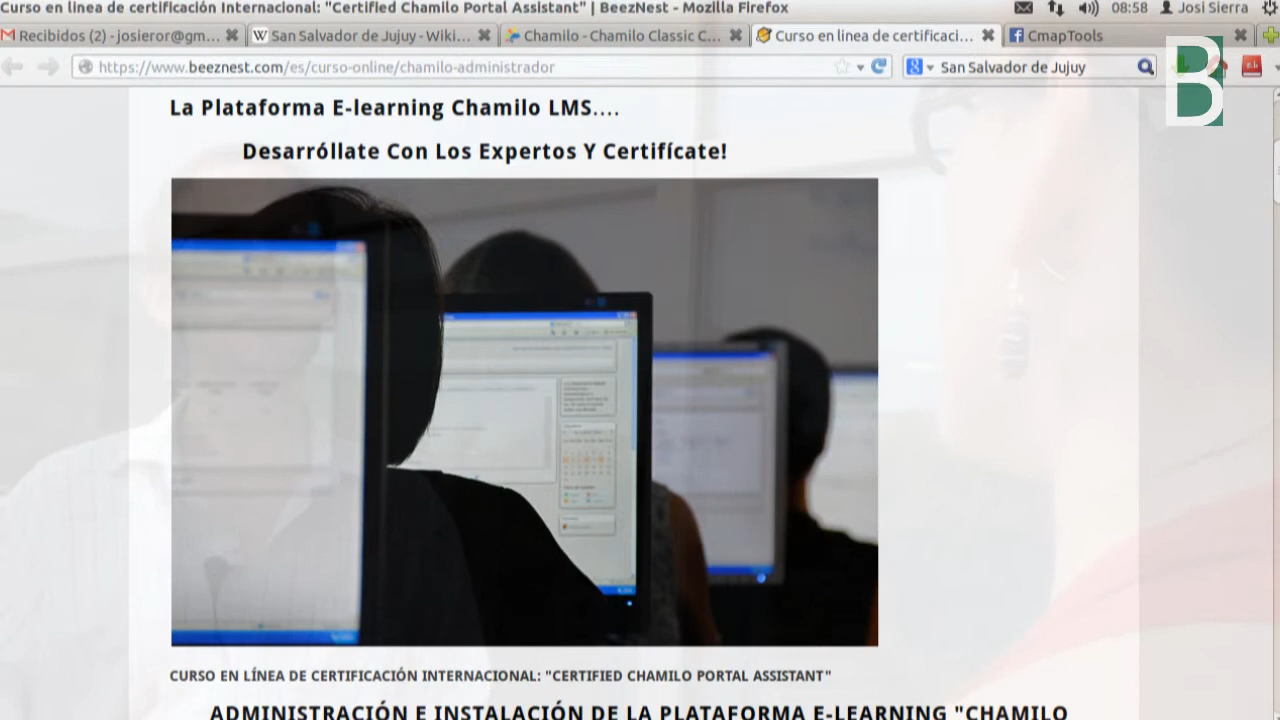 Curso en linea de certificación Internacional: "Certified Chamilo Portal Assistant" | BeezNest - Mozilla Firefox
08:58 Josi Sierra
Recibidos (2) - josieror@gm...
San Salvador de Jujuy - Wiki...
Chamilo - Chamilo Classic C...
Curso en linea de certificaci...
CmapTools
https://www.beeznest.com/es/curso-online/chamilo-administrador
San Salvador de Jujuy
B
La Plataforma E-learning Chamilo LMS....
Desarróllate Con Los Expertos Y Certifícate!
CURSO EN LÍNEA DE CERTIFICACIÓN INTERNACIONAL: "CERTIFIED CHAMILO PORTAL ASSISTANT"
ADMINISTRACIÓN E INSTALACIÓN DE LA PLATAFORMA E-LEARNING "CHAMILO